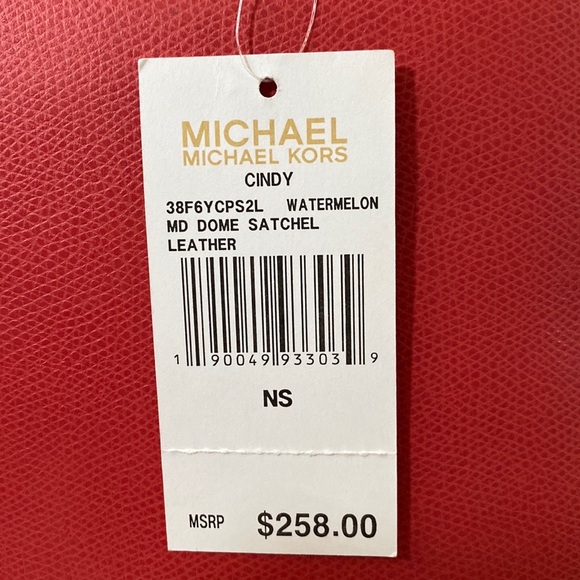 MICHAEL
MICHAEL KORS
CINDY
38F6YCPS2L WATERMELON
MD DOME SATCHEL
LEATHER
1 90049 93303 9
NS
MSRP $258.00